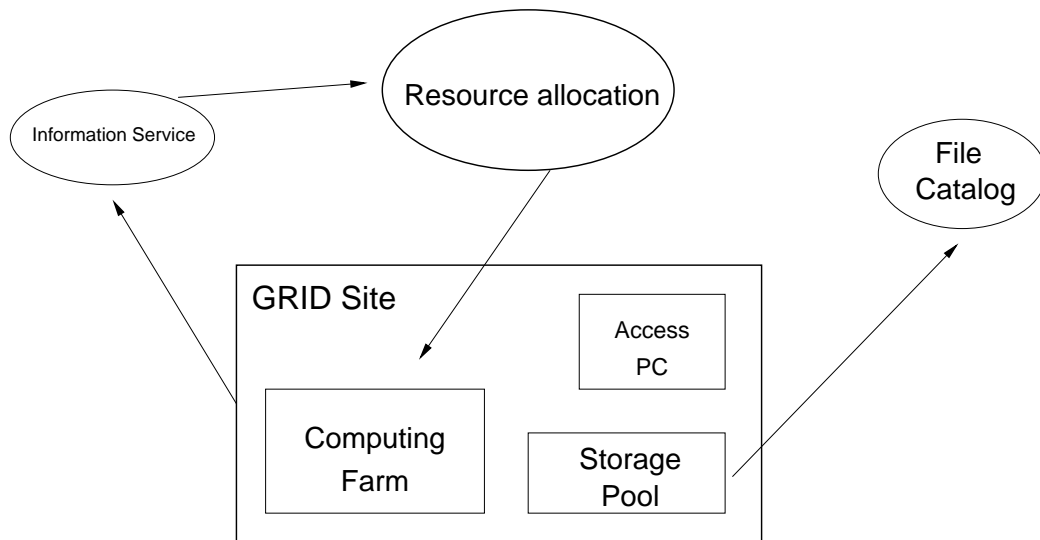 Resource allocation
Information Service
File
Catalog
GRID Site
Access
PC
Computing
Farm
Storage
Pool